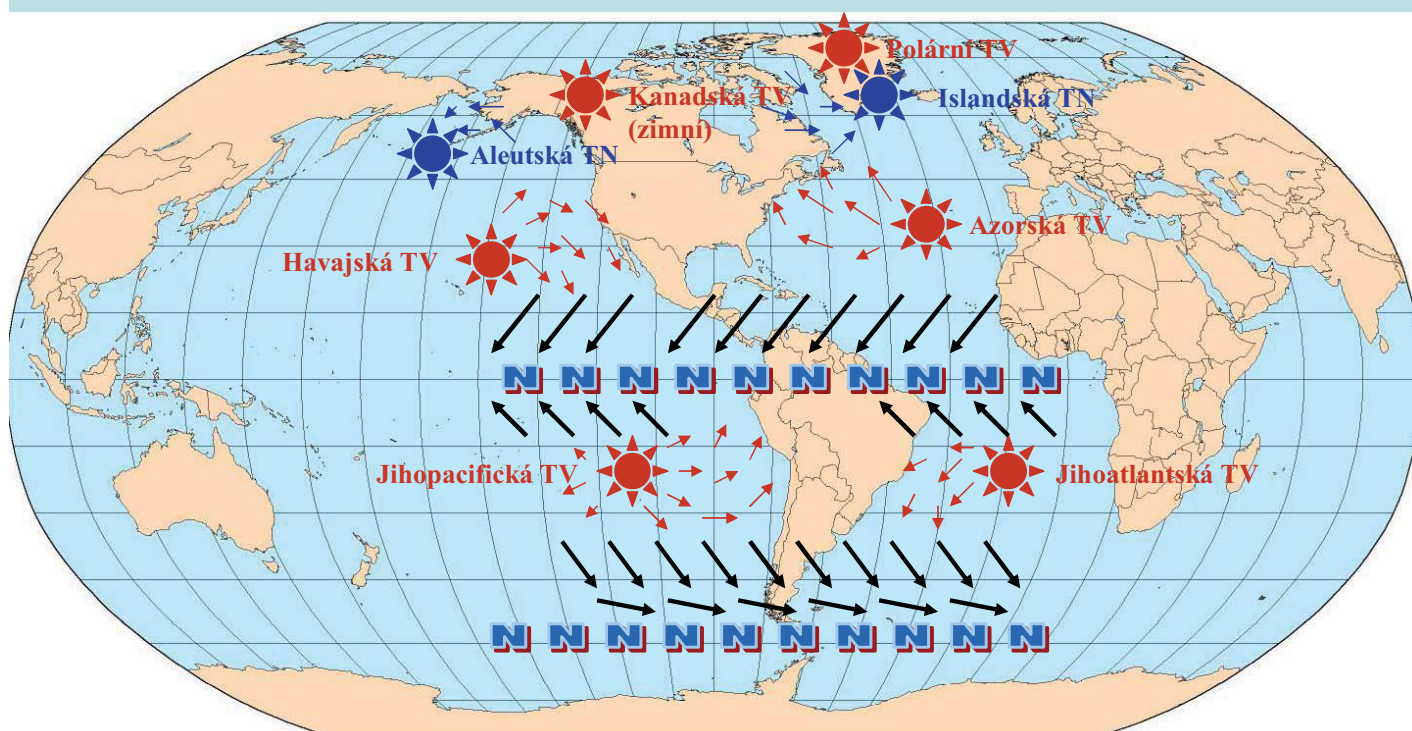 Polární TV
Kanadská TV
(zimní)
Islandská TN
Aleutská TN
Azorská TV
Havajská TV
N N N N N N N N N N
Jihopacifická TV
Jihoatlantská TV
N N N N N N N N N N